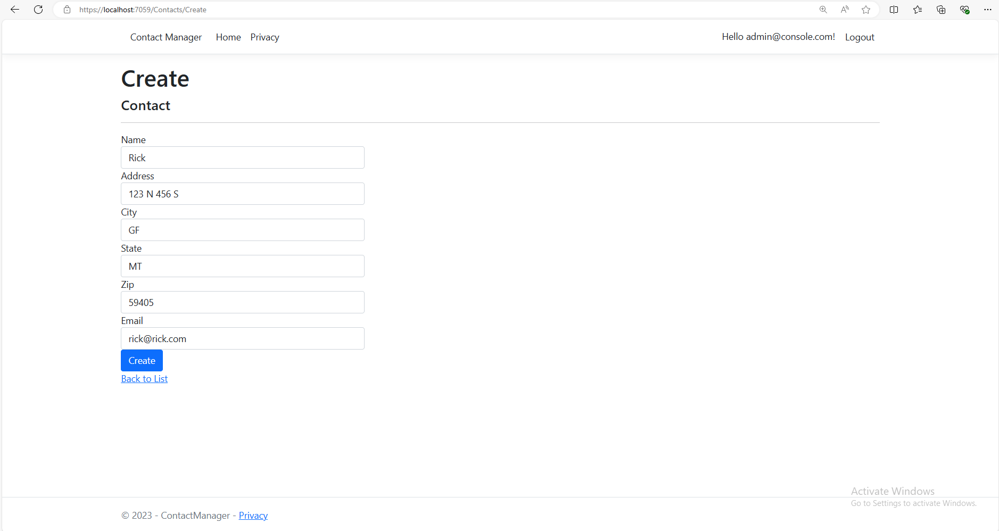 https://localhost:7059/Contacts/Create
Contact Manager Home Privacy Hello admin@console.com! Logout
Create
Contact
Name
Rick
Address
123 N 456 S
City
GF
State
MT
Zip
59405
Email
rick@rick.com
Create
Back to List
Activate Windows
Go to Settings to activate Windows.
© 2023 - ContactManager - Privacy